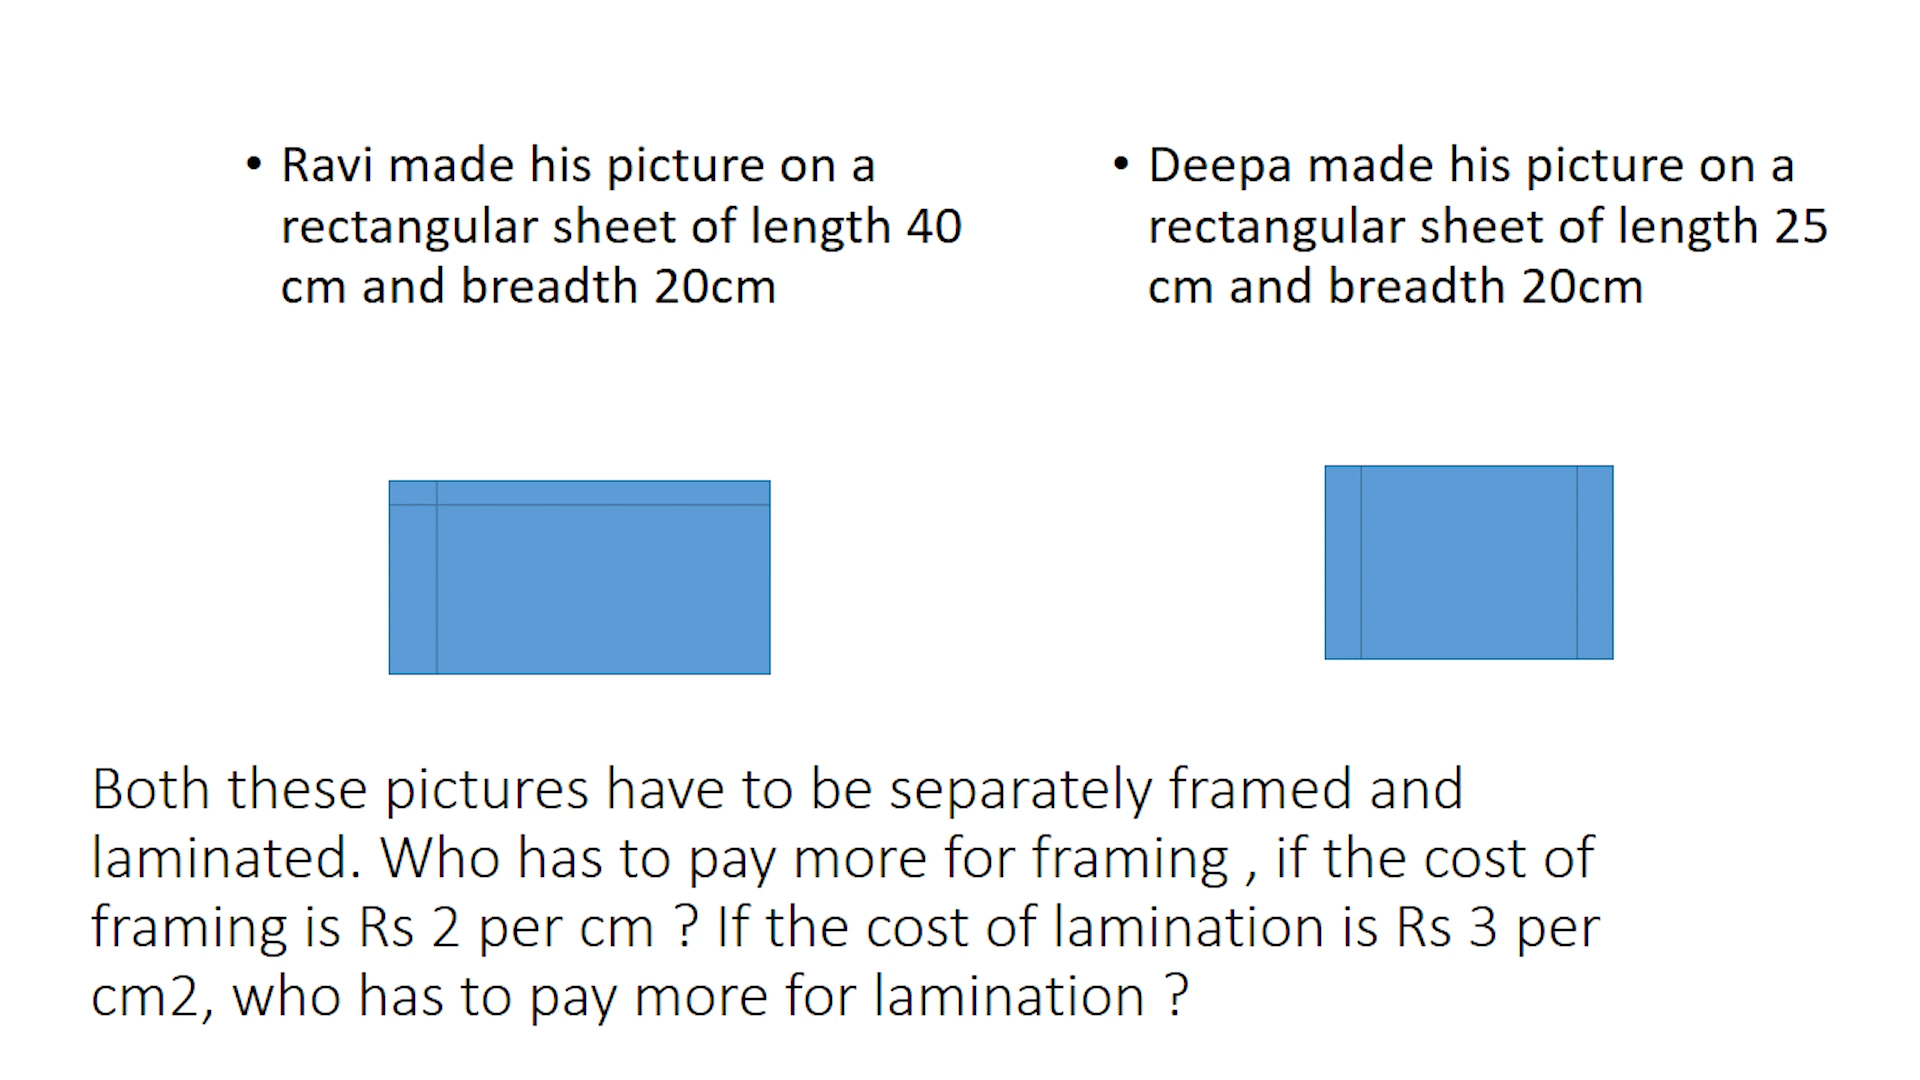 • Ravi made his picture on a
rectangular sheet of length 40
cm and breadth 20cm
• Deepa made his picture on a
rectangular sheet of length 25
cm and breadth 20cm
Both these pictures have to be separately framed and
laminated. Who has to pay more for framing , if the cost of
framing is Rs 2 per cm ? If the cost of lamination is Rs 3 per
cm2, who has to pay more for lamination ?